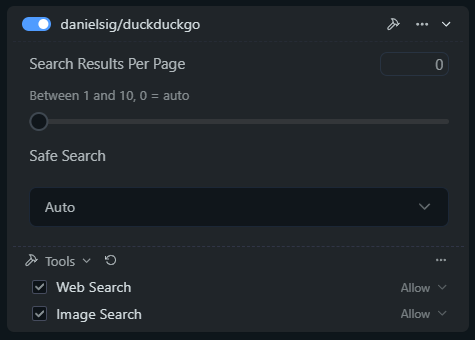 danielsig/duckduckgo
Search Results Per Page
0
Between 1 and 10, 0 = auto
Safe Search
Auto
Tools
Web Search
Allow
Image Search
Allow